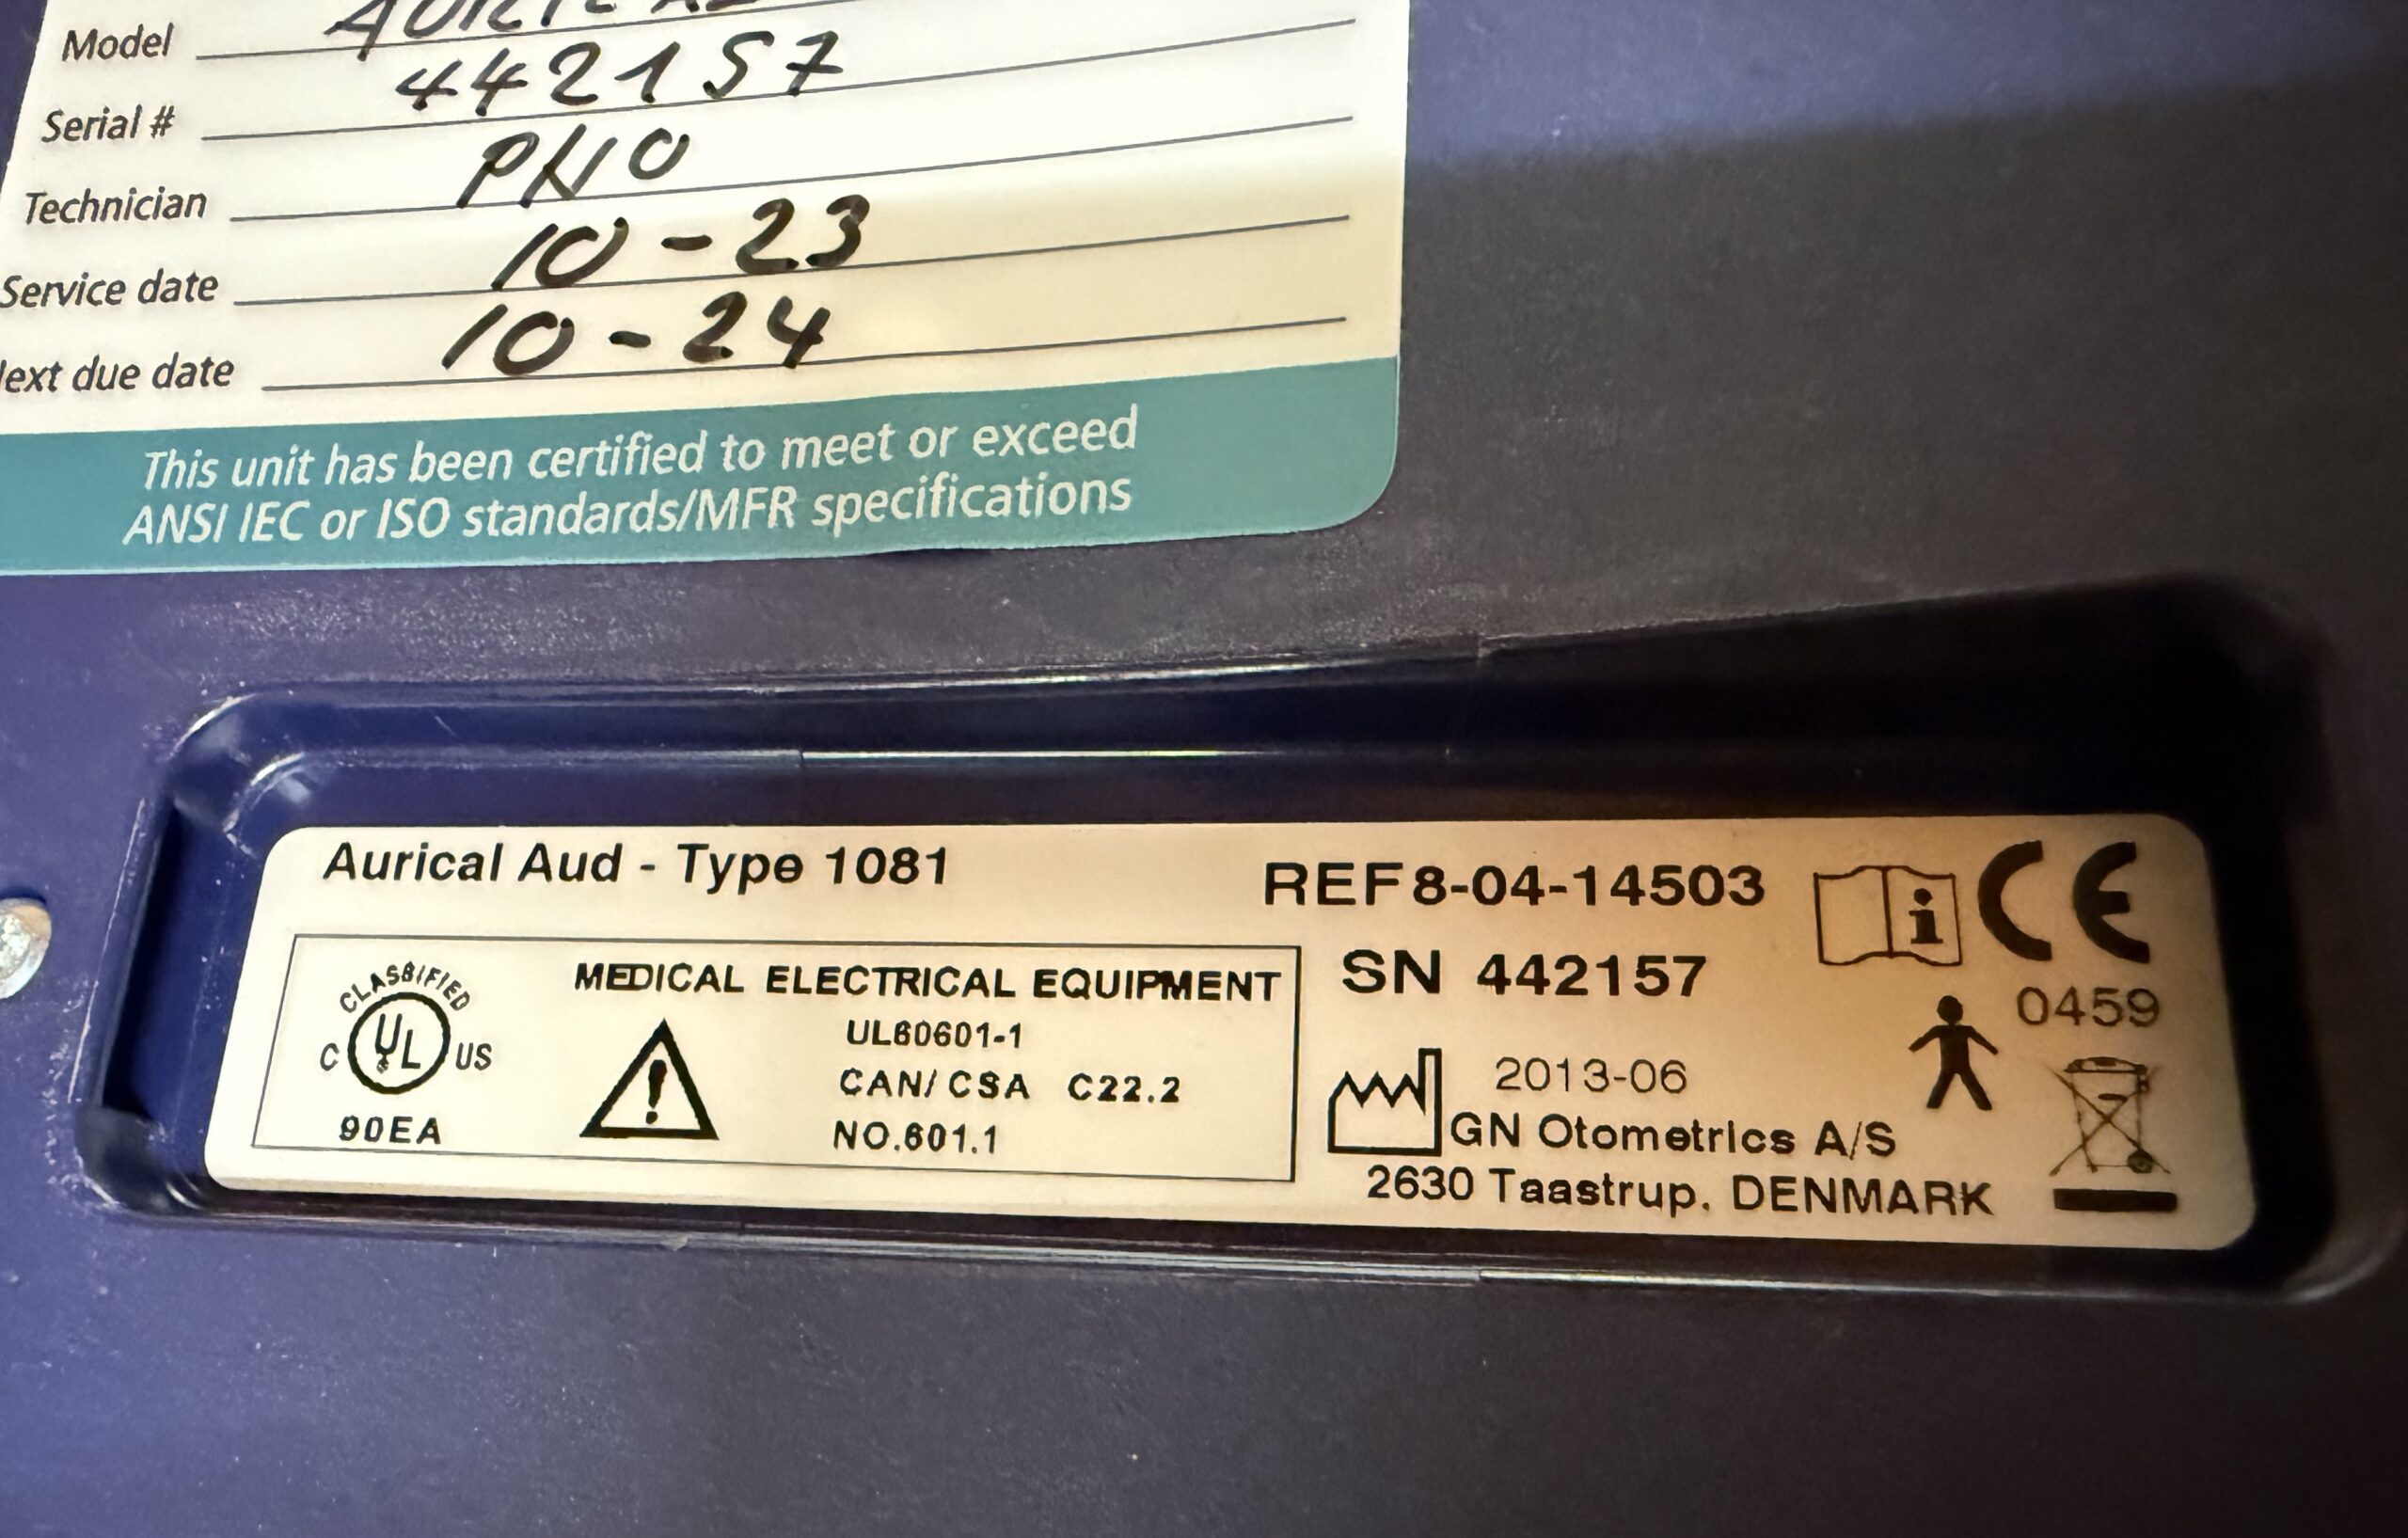 Model
Serial # 442157
Technician PNO
Service date 10-23
ext due date 10-24
This unit has been certified to meet or exceed
ANSI IEC or ISO standards/MFR specifications
Aurical Aud - Type 1081
REF 8-04-14503
CE
SN 442157
0459
CLASSIFIED
C UL US
90EA
MEDICAL ELECTRICAL EQUIPMENT
UL60601-1
CAN/CSA C22.2
NO.601.1
2013-06
GN Otometrics A/S
2630 Taastrup, DENMARK